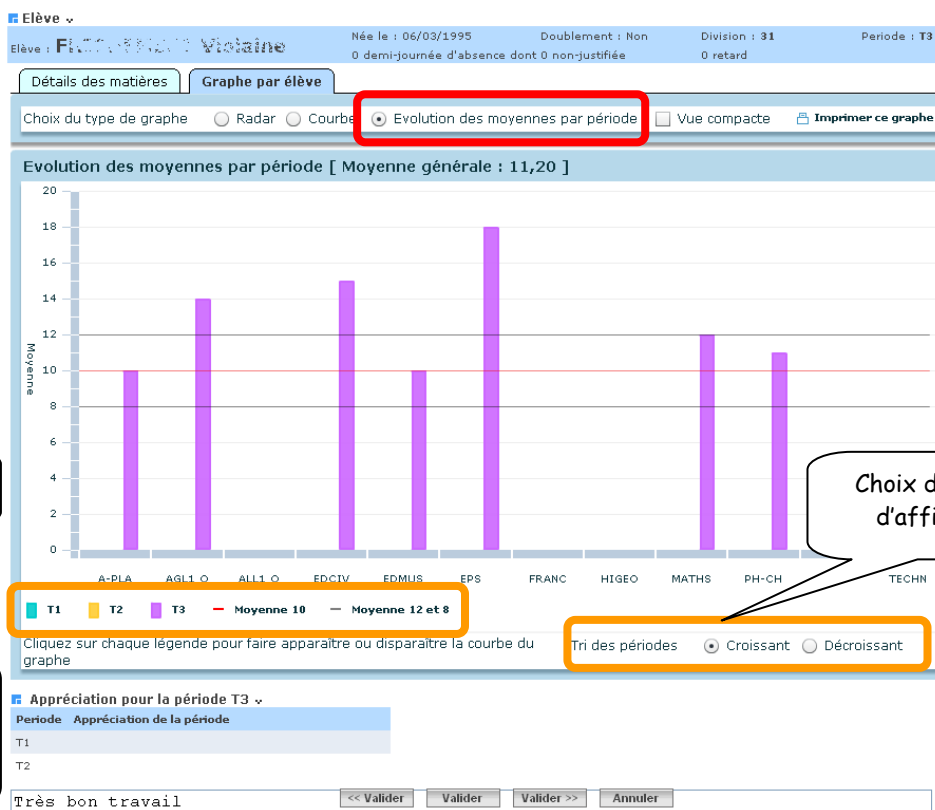 Elève
Elève : Violaine
Née le : 06/03/1995 Doublement : Non Division : 31 Periode : T3
0 demi-journée d'absence dont 0 non-justifiée 0 retard
Détails des matières Graphe par élève
Choix du type de graphe Radar Courbe Evolution des moyennes par période Vue compacte Imprimer ce graphe
Evolution des moyennes par période [ Moyenne générale : 11,20 ]
20
18
16
14
12
10
8
6
4
2
0
Moyenne
Choix d
d'affi
A-PLA AGL1 O ALL1 O EDCIV EDMUS EPS FRANC HIGEO MATHS PH-CH TECHN
T1 T2 T3 Moyenne 10 Moyenne 12 et 8
Cliquez sur chaque légende pour faire apparaître ou disparaître la courbe du
graphe
Tri des périodes Croissant Décroissant
Appréciation pour la période T3
Periode Appréciation de la période
T1
T2
Très bon travail
<< Valider Valider Valider >> Annuler